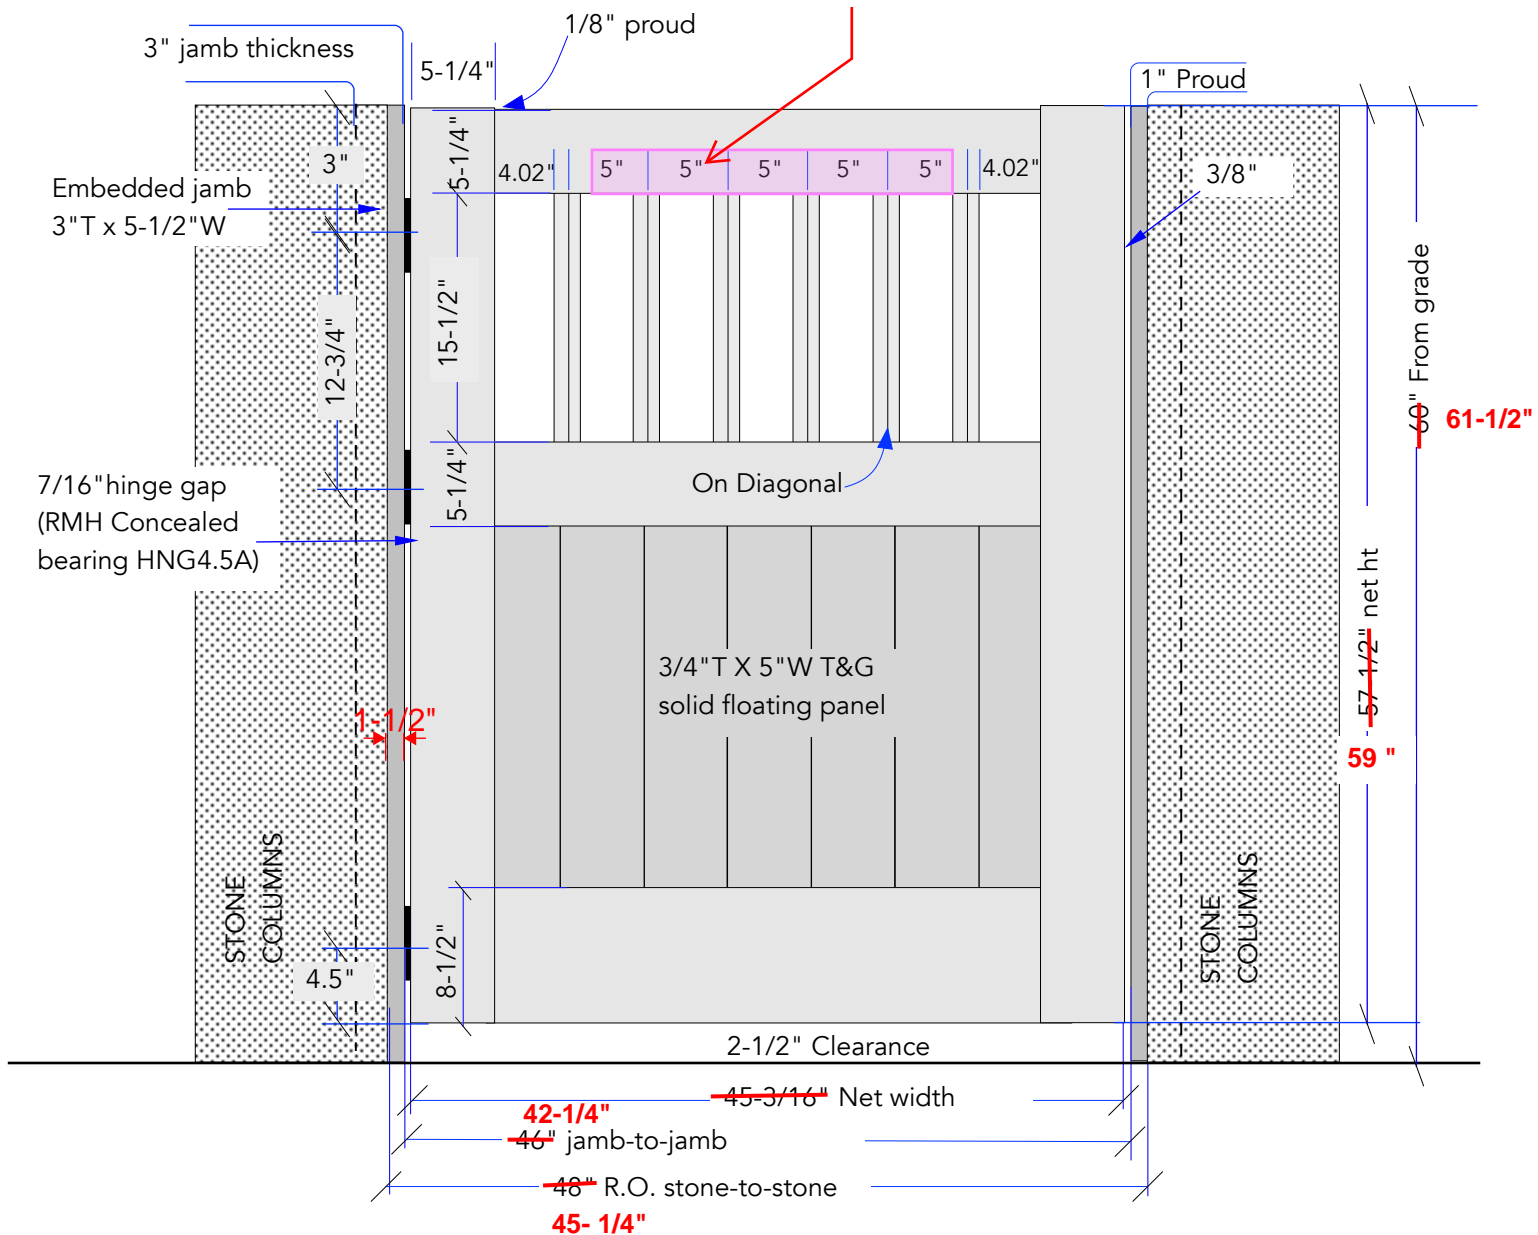 1/8" proud
3" jamb thickness
5-1/4"
1" Proud
5-1/4"
3"
4.02"
5"
5"
5"
5"
5"
4.02"
3/8"
Embedded jamb
3"T x 5-1/2"W
12-3/4"
15-1/2"
60" From grade
61-1/2"
5-1/4"
On Diagonal
7/16"hinge gap
(RMH Concealed
bearing HNG4.5A)
57-1/2" net ht
59 "
3/4"T X 5"W T&G
solid floating panel
1-1/2"
STONE
COLUMNS
STONE
COLUMNS
8-1/2"
4.5"
2-1/2" Clearance
45-3/16" Net width
42-1/4"
46" jamb-to-jamb
48" R.O. stone-to-stone
45- 1/4"